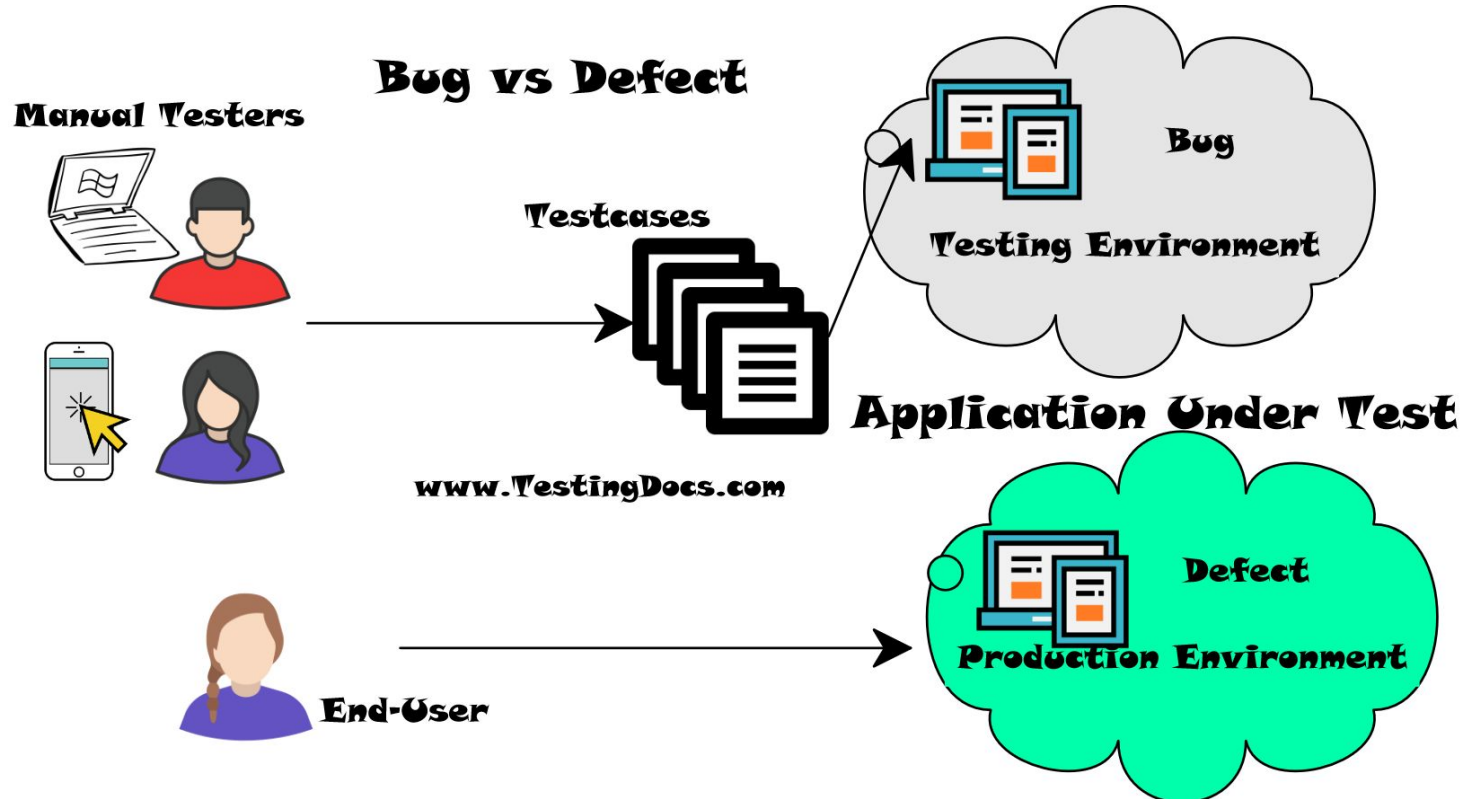 Bug vs Defect
Manual Testers
Bug
Testcases
Testing Environment
Application Under Test
www.TestingDocs.com
Defect
Production Environment
End-User